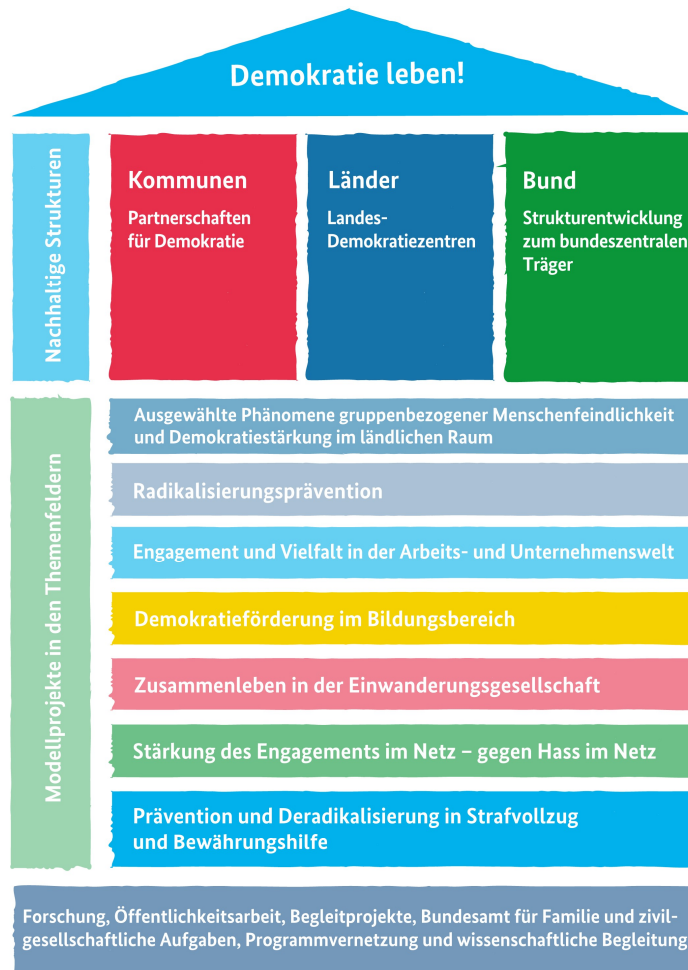 Demokratie leben!
Nachhaltige Strukturen
Kommunen
Partnerschaften
für Demokratie
Länder
Landes-
Demokratiezentren
Bund
Strukturentwicklung
zum bundeszentralen
Träger
Modellprojekte in den Themenfeldern
Ausgewählte Phänomene gruppenbezogener Menschenfeindlichkeit
und Demokratiestärkung im ländlichen Raum
Radikalisierungsprävention
Engagement und Vielfalt in der Arbeits- und Unternehmenswelt
Demokratieförderung im Bildungsbereich
Zusammenleben in der Einwanderungsgesellschaft
Stärkung des Engagements im Netz – gegen Hass im Netz
Prävention und Deradikalisierung in Strafvollzug
und Bewährungshilfe
Forschung, Öffentlichkeitsarbeit, Begleitprojekte, Bundesamt für Familie und zivil-
gesellschaftliche Aufgaben, Programmvernetzung und wissenschaftliche Begleitung